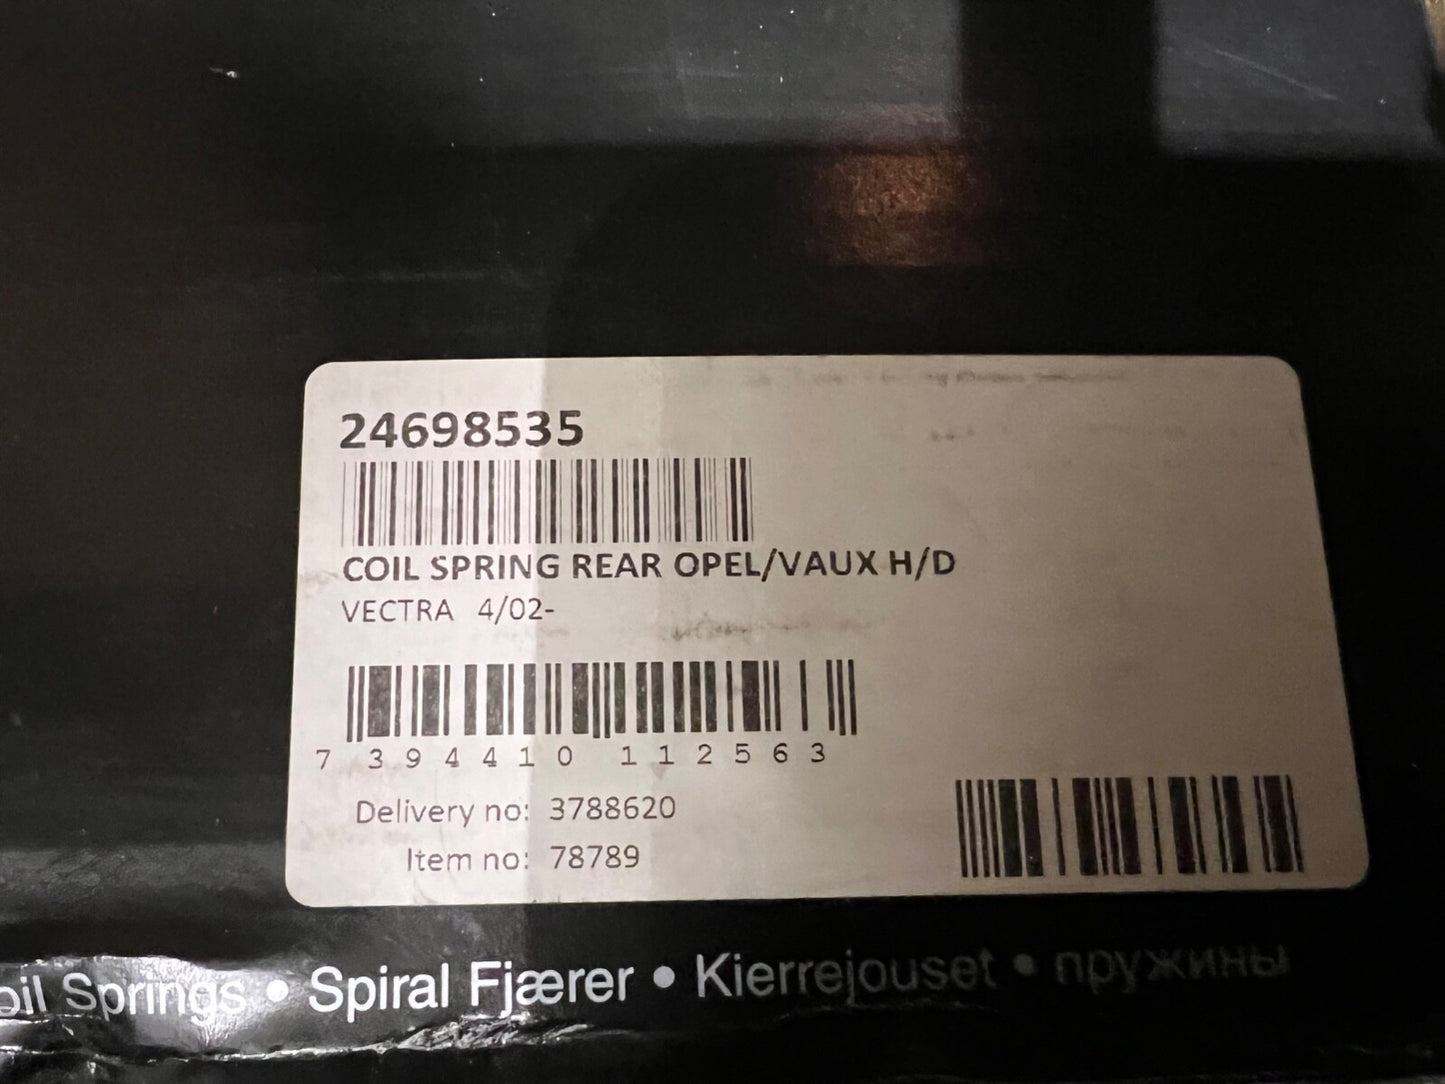 24698535
COIL SPRING REAR OPEL/VAUX H/D
VECTRA 4/02-
7 394410 112563
Delivery no: 3788620
Item no: 78789
oil Springs • Spiral Fjærer • Kierrejouset • пружины